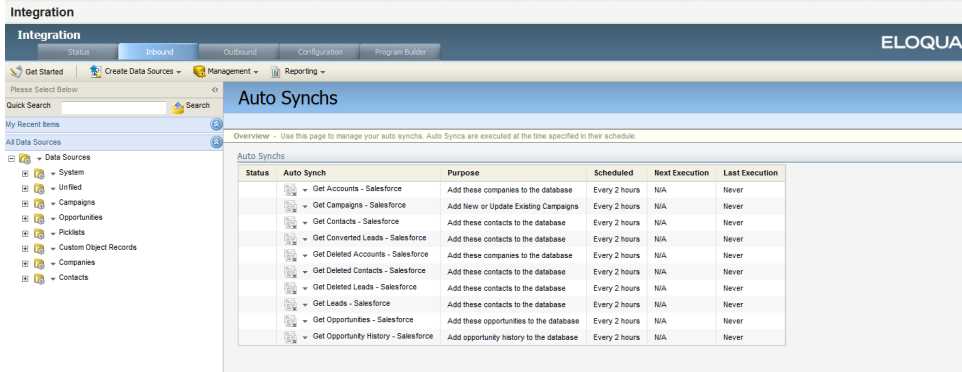 Integration
Integration
ELOQUA
Status Inbound Outbound Configuration Program Builder
Get Started Create Data Sources Management Reporting
Please Select Below
Quick Search Search
My Recent Items
All Data Sources
Data Sources
System
Unfiled
Campaigns
Opportunities
Picklists
Custom Object Records
Companies
Contacts
Auto Synchs
Overview - Use this page to manage your auto synchs. Auto Syncs are executed at the time specified in their schedule.
Auto Synchs
Status Auto Synch Purpose Scheduled Next Execution Last Execution
Get Accounts - Salesforce Add these companies to the database Every 2 hours N/A Never
Get Campaigns - Salesforce Add New or Update Existing Campaigns Every 2 hours N/A Never
Get Contacts - Salesforce Add these contacts to the database Every 2 hours N/A Never
Get Converted Leads - Salesforce Add these contacts to the database Every 2 hours N/A Never
Get Deleted Accounts - Salesforce Add these companies to the database Every 2 hours N/A Never
Get Deleted Contacts - Salesforce Add these contacts to the database Every 2 hours N/A Never
Get Deleted Leads - Salesforce Add these contacts to the database Every 2 hours N/A Never
Get Leads - Salesforce Add these contacts to the database Every 2 hours N/A Never
Get Opportunities - Salesforce Add these opportunities to the database Every 2 hours N/A Never
Get Opportunity History - Salesforce Add opportunity history to the database Every 2 hours N/A Never